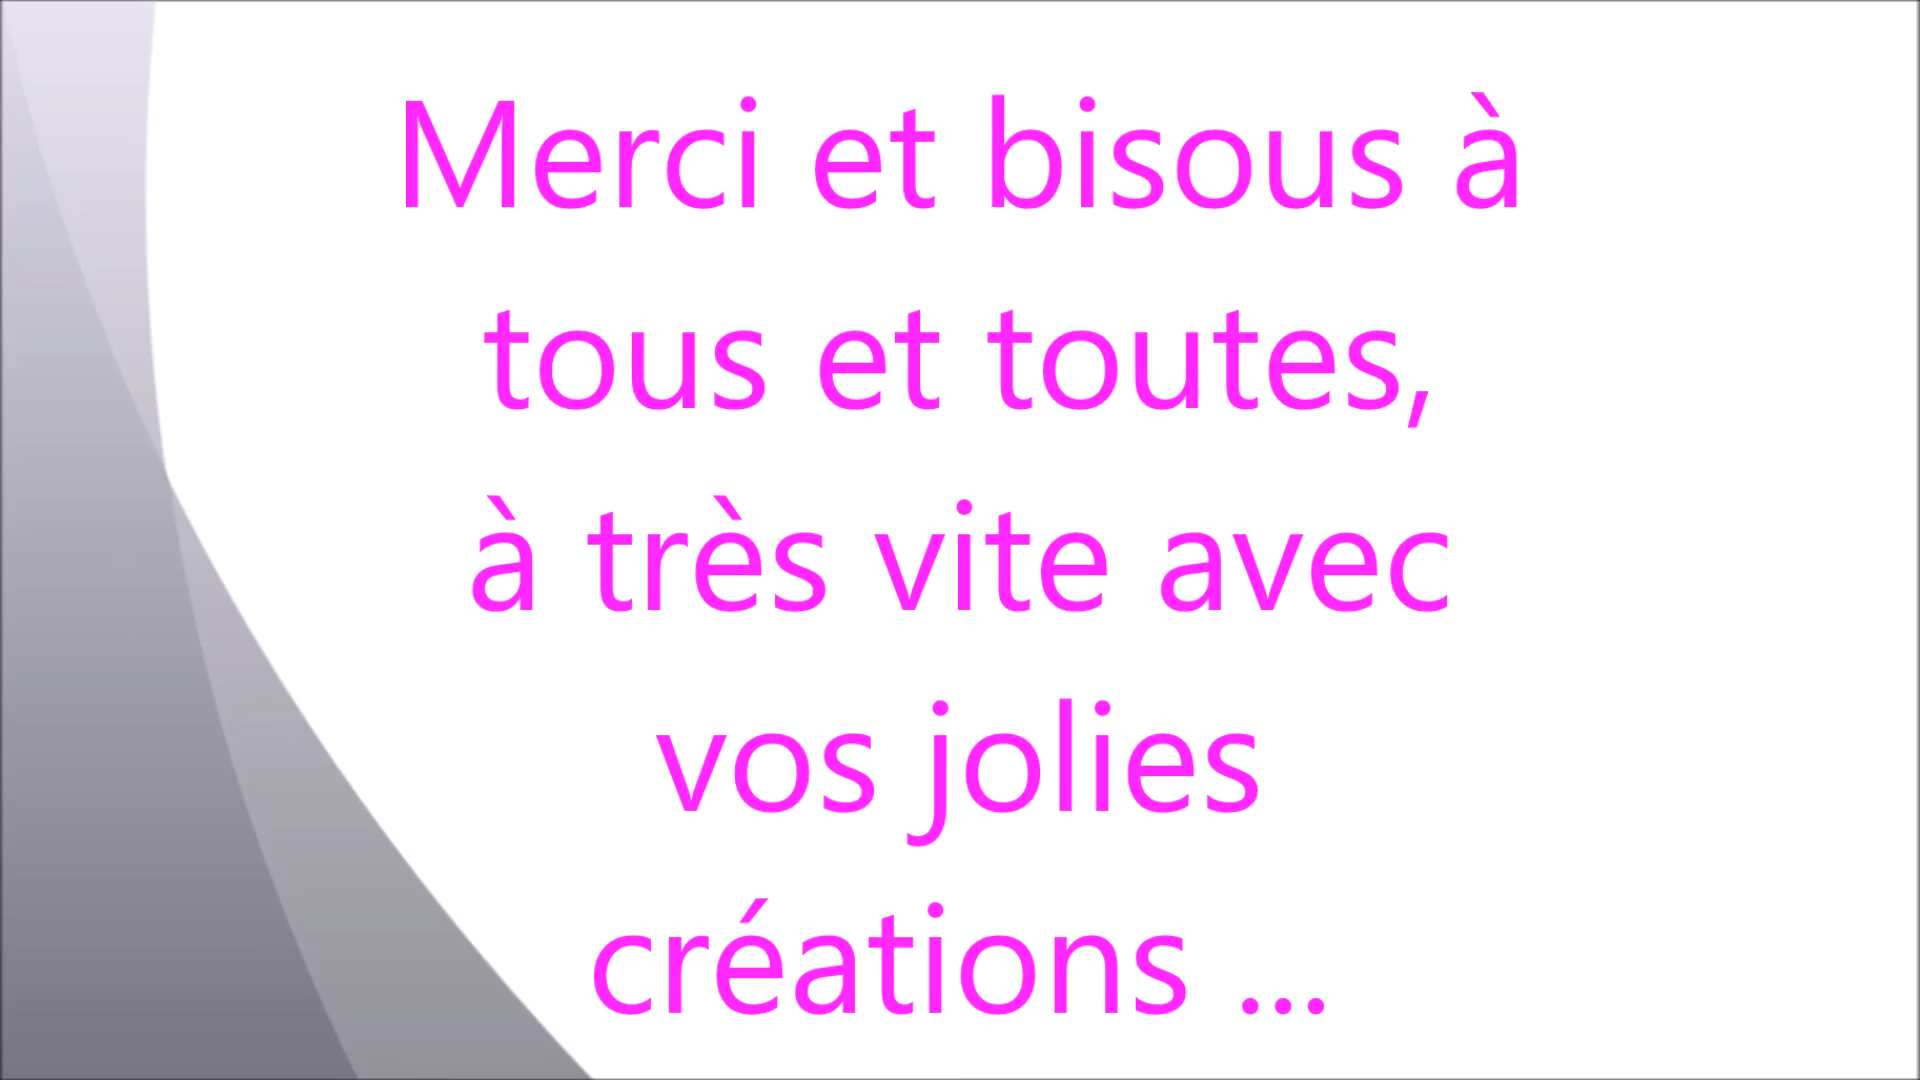 Merci et bisous à
tous et toutes,
à très vite avec
vos jolies
créations ...